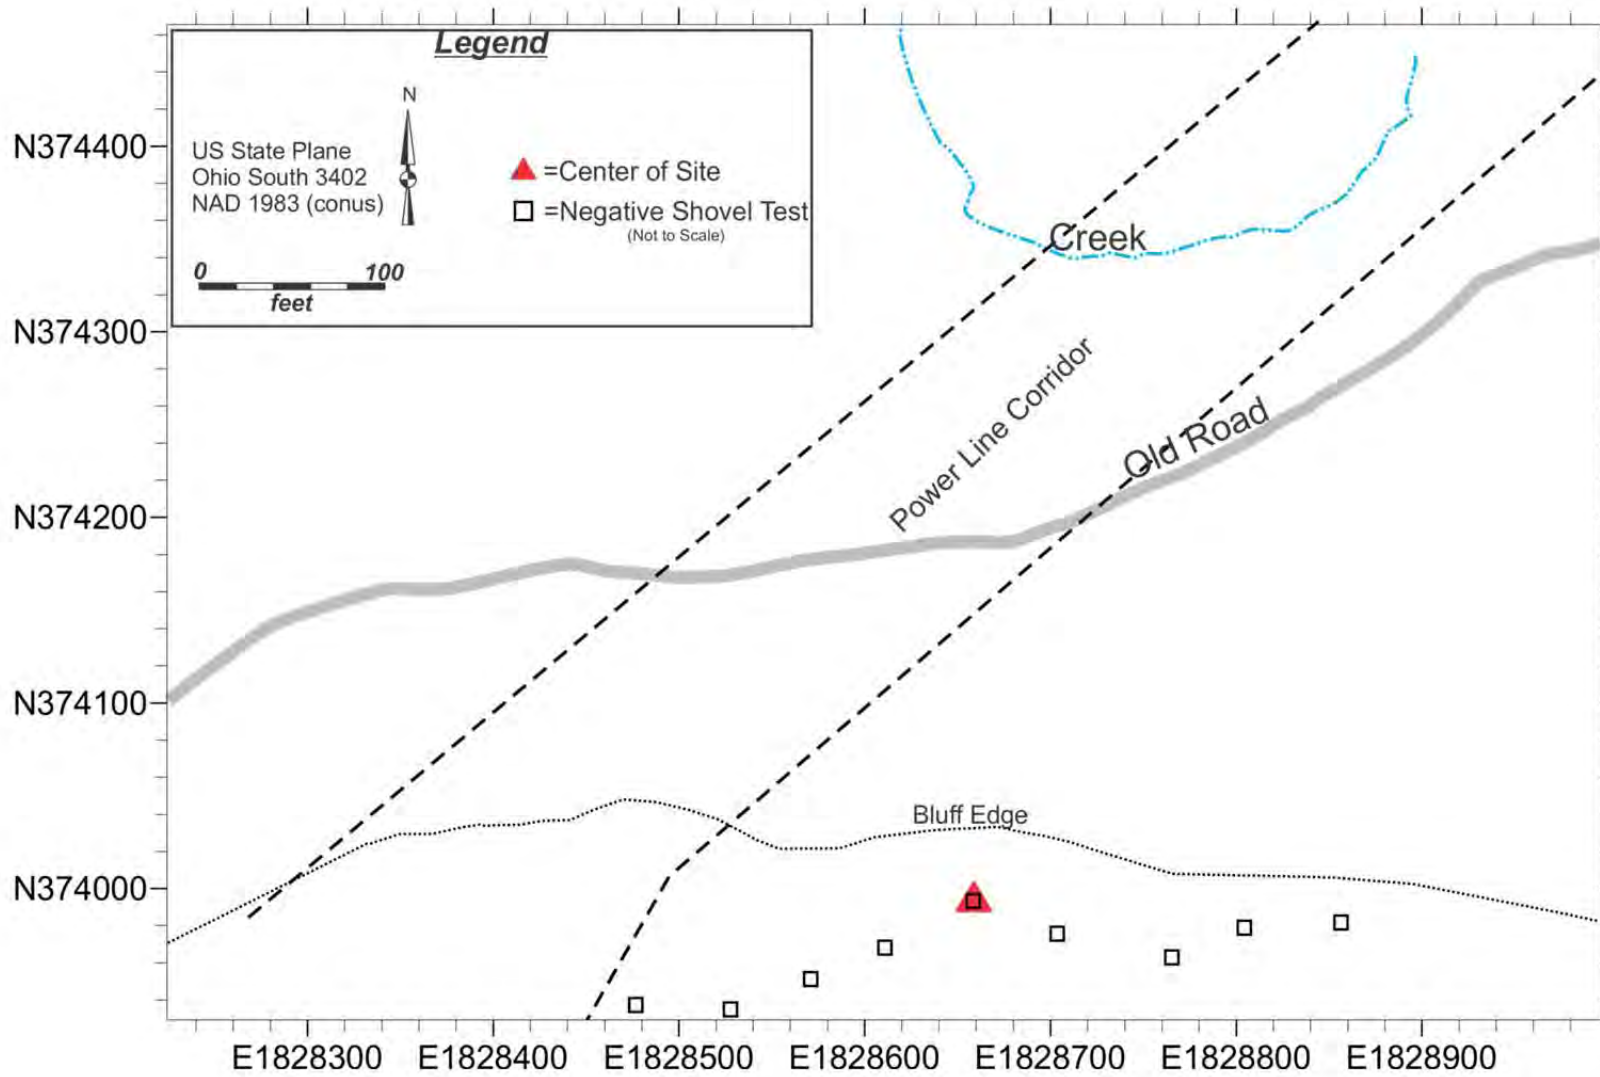 Legend
N
US State Plane
Ohio South 3402
NAD 1983 (conus)
=Center of Site
=Negative Shovel Test
(Not to Scale)
0 100
feet
N374400
N374300
N374200
N374100
N374000
Creek
Power Line Corridor
Old Road
Bluff Edge
E1828300 E1828400 E1828500 E1828600 E1828700 E1828800 E1828900